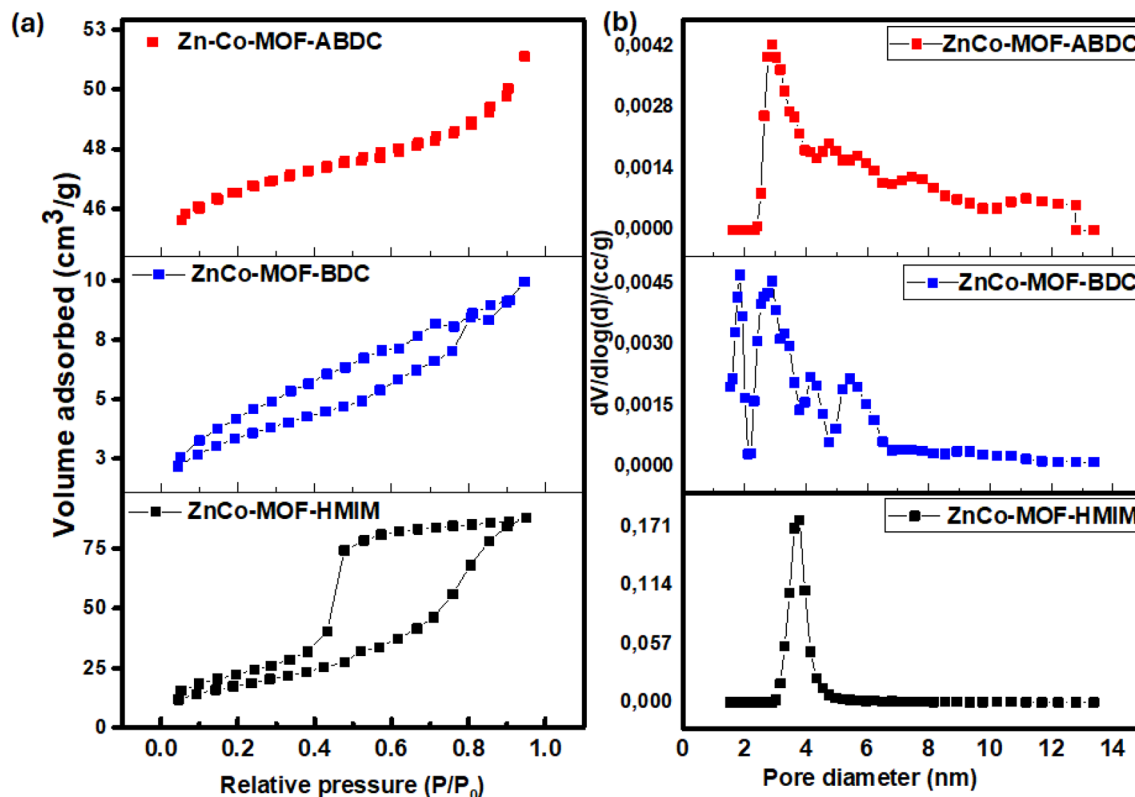 (a)
Volume adsorbed (cm³/g)
53
50
48
46
Zn-Co-MOF-ABDC
10
8
5
3
ZnCo-MOF-BDC
75
50
25
0
ZnCo-MOF-HMIM
0.0 0.2 0.4 0.6 0.8 1.0
Relative pressure (P/P₀)
(b)
dV/dlog(d)/(cc/g)
0,0042
0,0028
0,0014
0,0000
ZnCo-MOF-ABDC
0,0045
0,0030
0,0015
0,0000
ZnCo-MOF-BDC
0,171
0,114
0,057
0,000
ZnCo-MOF-HMIM
0 2 4 6 8 10 12 14
Pore diameter (nm)